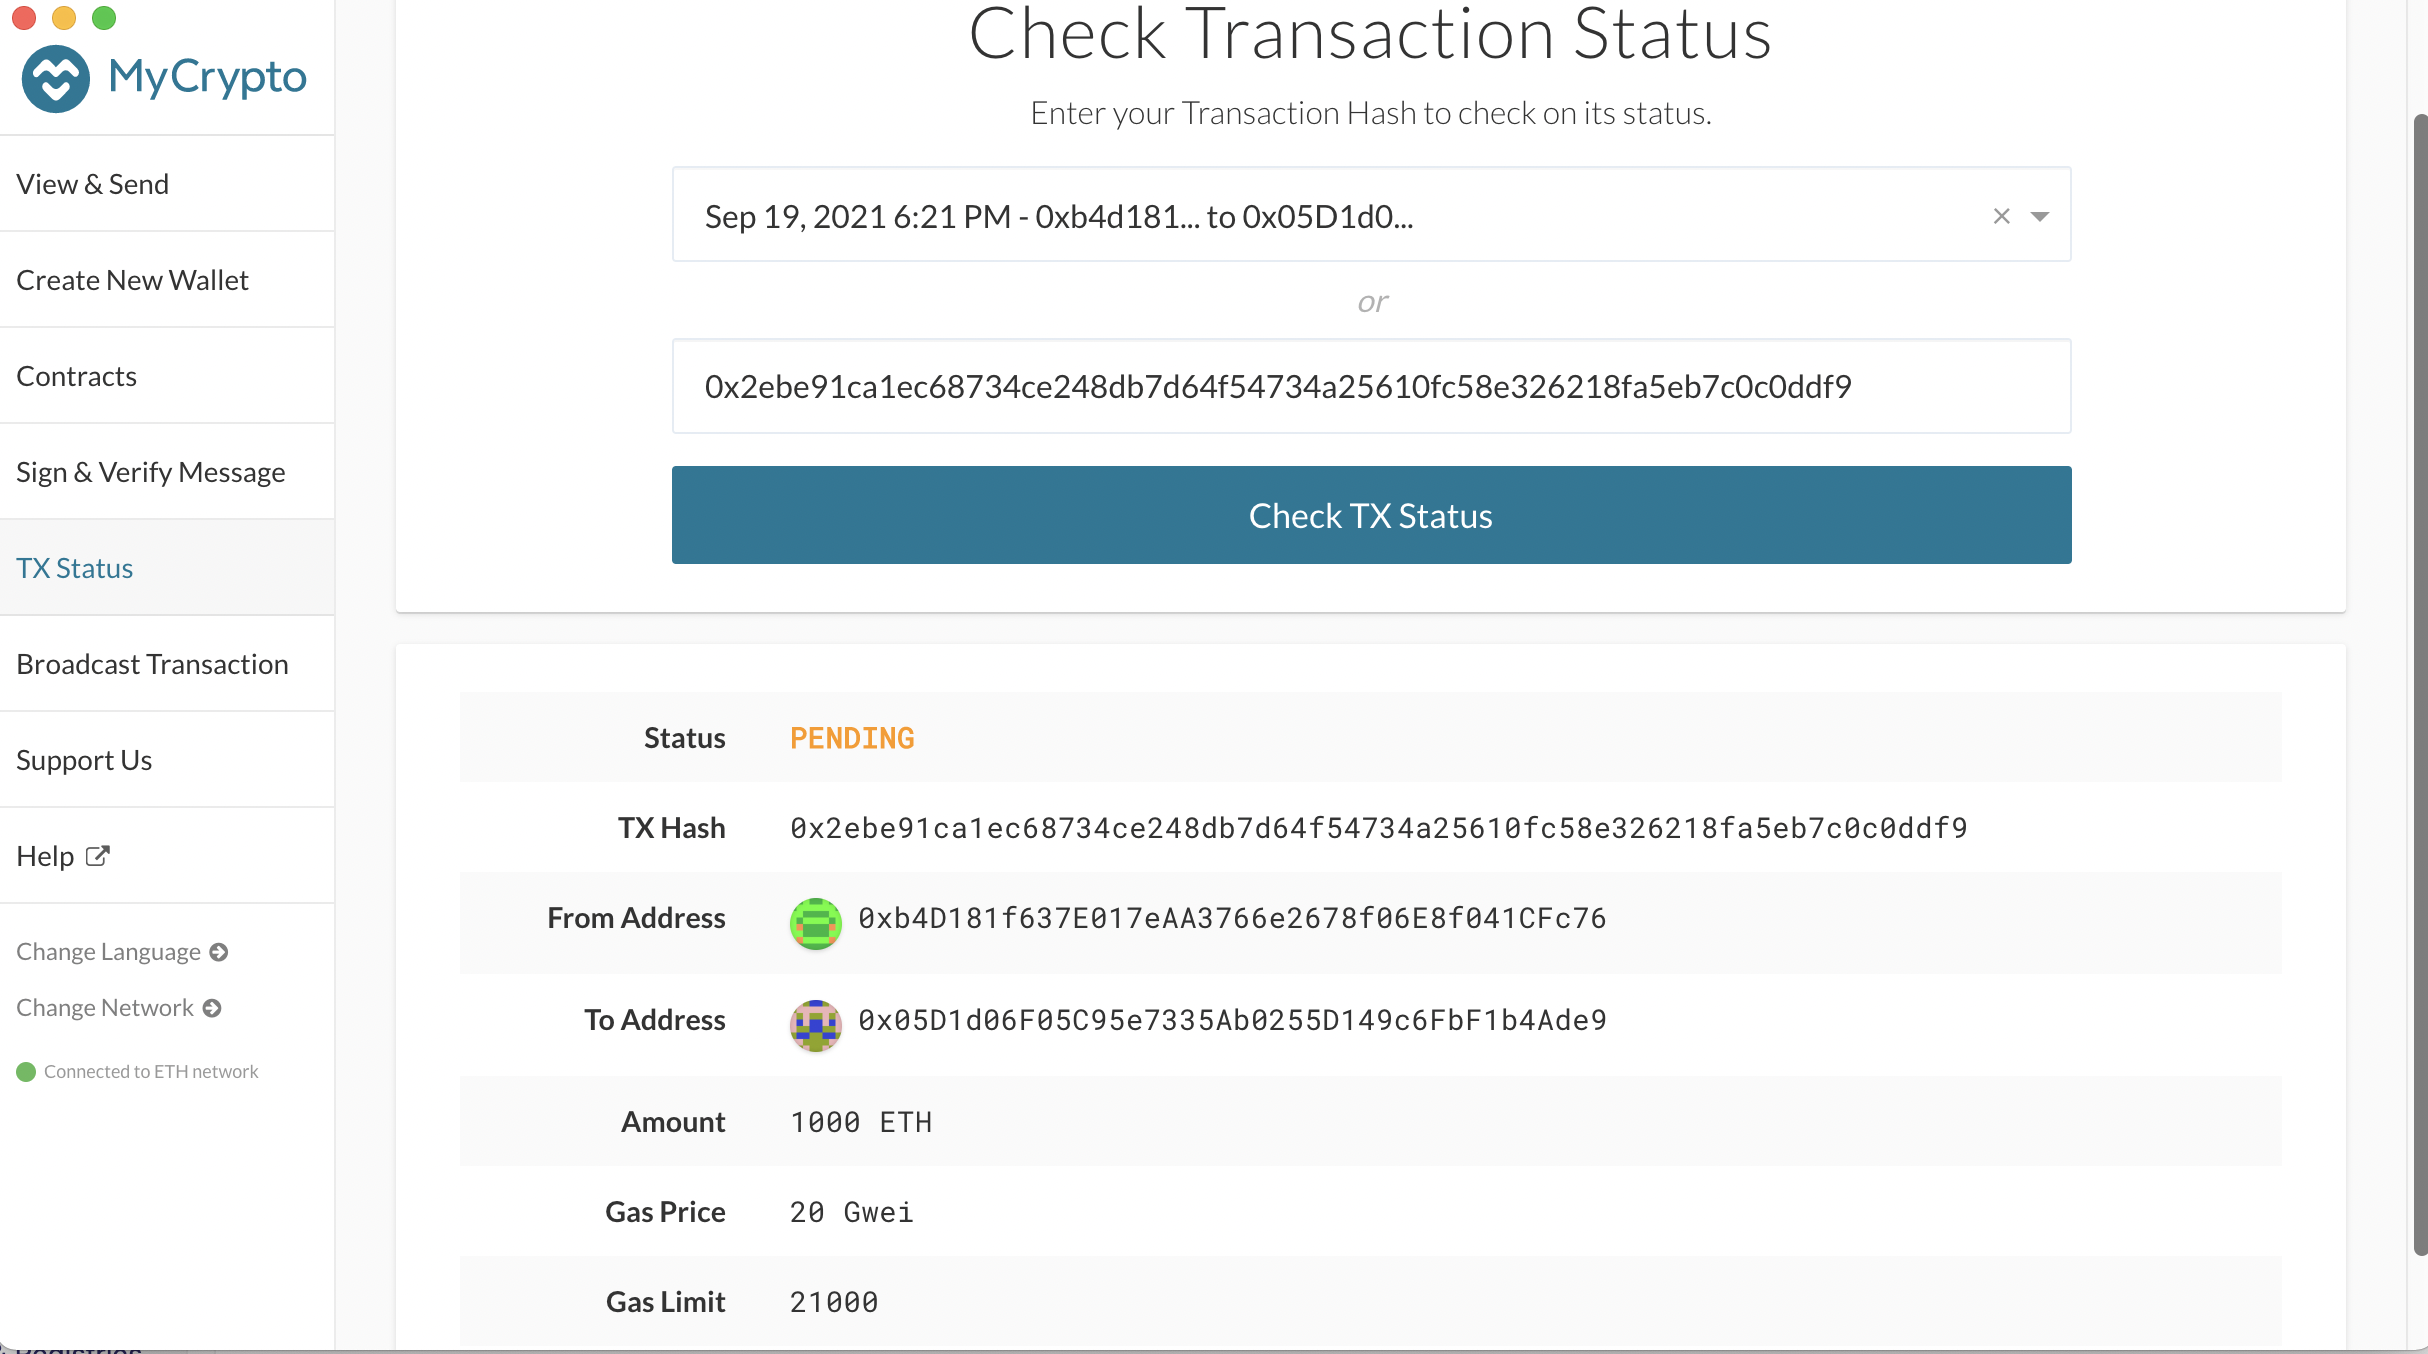 MyCrypto
View & Send
Create New Wallet
Contracts
Sign & Verify Message
TX Status
Broadcast Transaction
Support Us
Help
Change Language
Change Network
Connected to ETH network
Check Transaction Status
Enter your Transaction Hash to check on its status.
Sep 19, 2021 6:21 PM - 0xb4d181... to 0x05D1d0...
or
0x2ebe91ca1ec68734ce248db7d64f54734a25610fc58e326218fa5eb7c0c0ddf9
Check TX Status
Status PENDING
TX Hash 0x2ebe91ca1ec68734ce248db7d64f54734a25610fc58e326218fa5eb7c0c0ddf9
From Address 0xb4D181f637E017eAA3766e2678f06E8f041CFc76
To Address 0x05D1d06F05C95e7335Ab0255D149c6FbF1b4Ade9
Amount 1000 ETH
Gas Price 20 Gwei
Gas Limit 21000